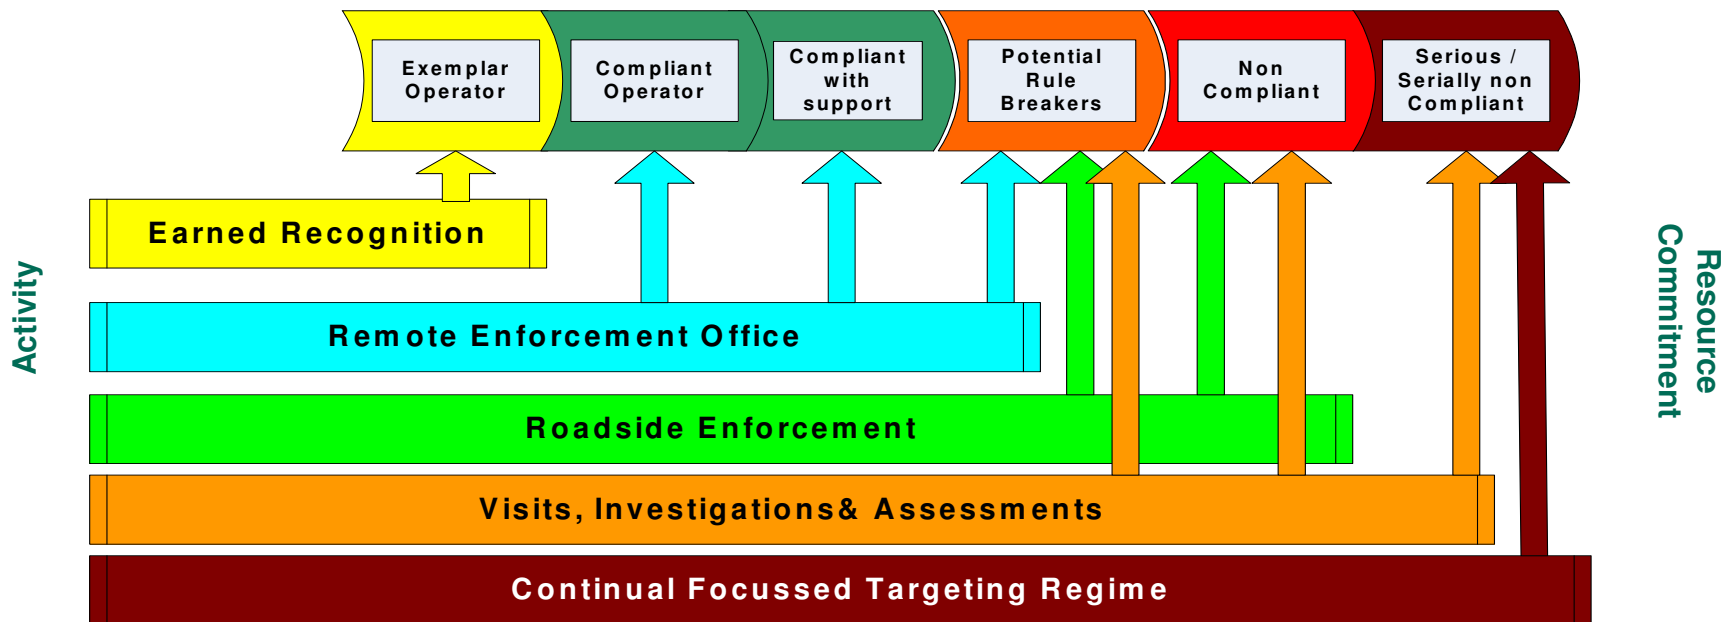 Exemplar
Operator
Compliant
Operator
Compliant
with
support
Potential
Rule
Breakers
Non
Compliant
Serious /
Serially non
Compliant
Earned Recognition
Remote Enforcement Office
Roadside Enforcement
Visits, Investigations& Assessments
Continual Focussed Targeting Regime
Activity
Resource
Commitment